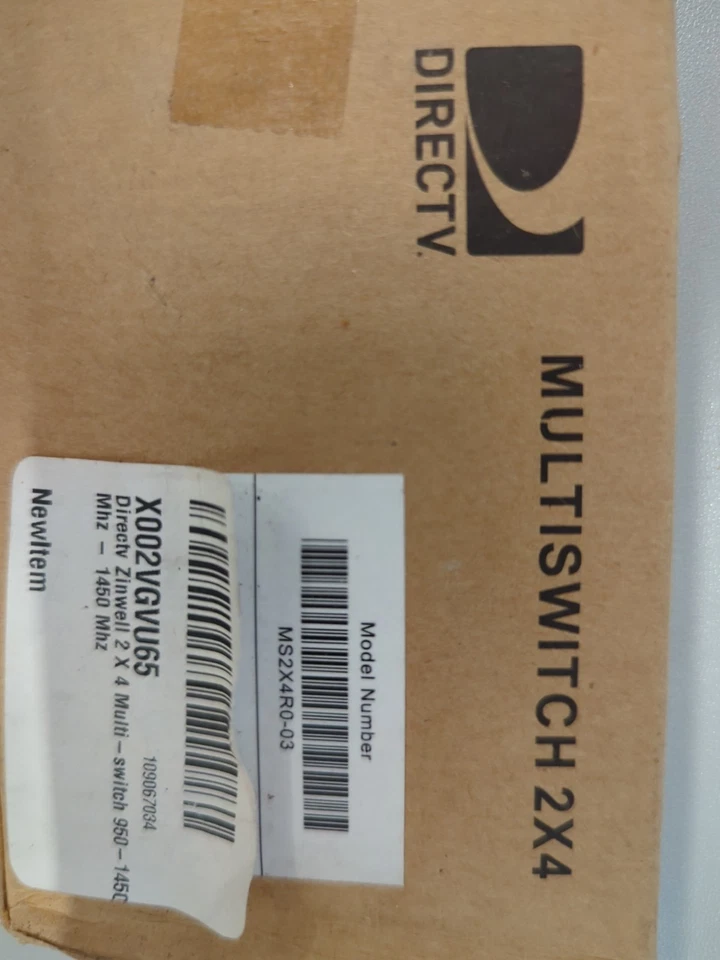 DIRECTV.
MULTISWITCH 2X4
Model Number
MS2X4R0-03
X002VGVU65
109067034
Directv Zinwell 2 X 4 Multi-switch 950-1450
Mhz - 1450 Mhz
NewItem